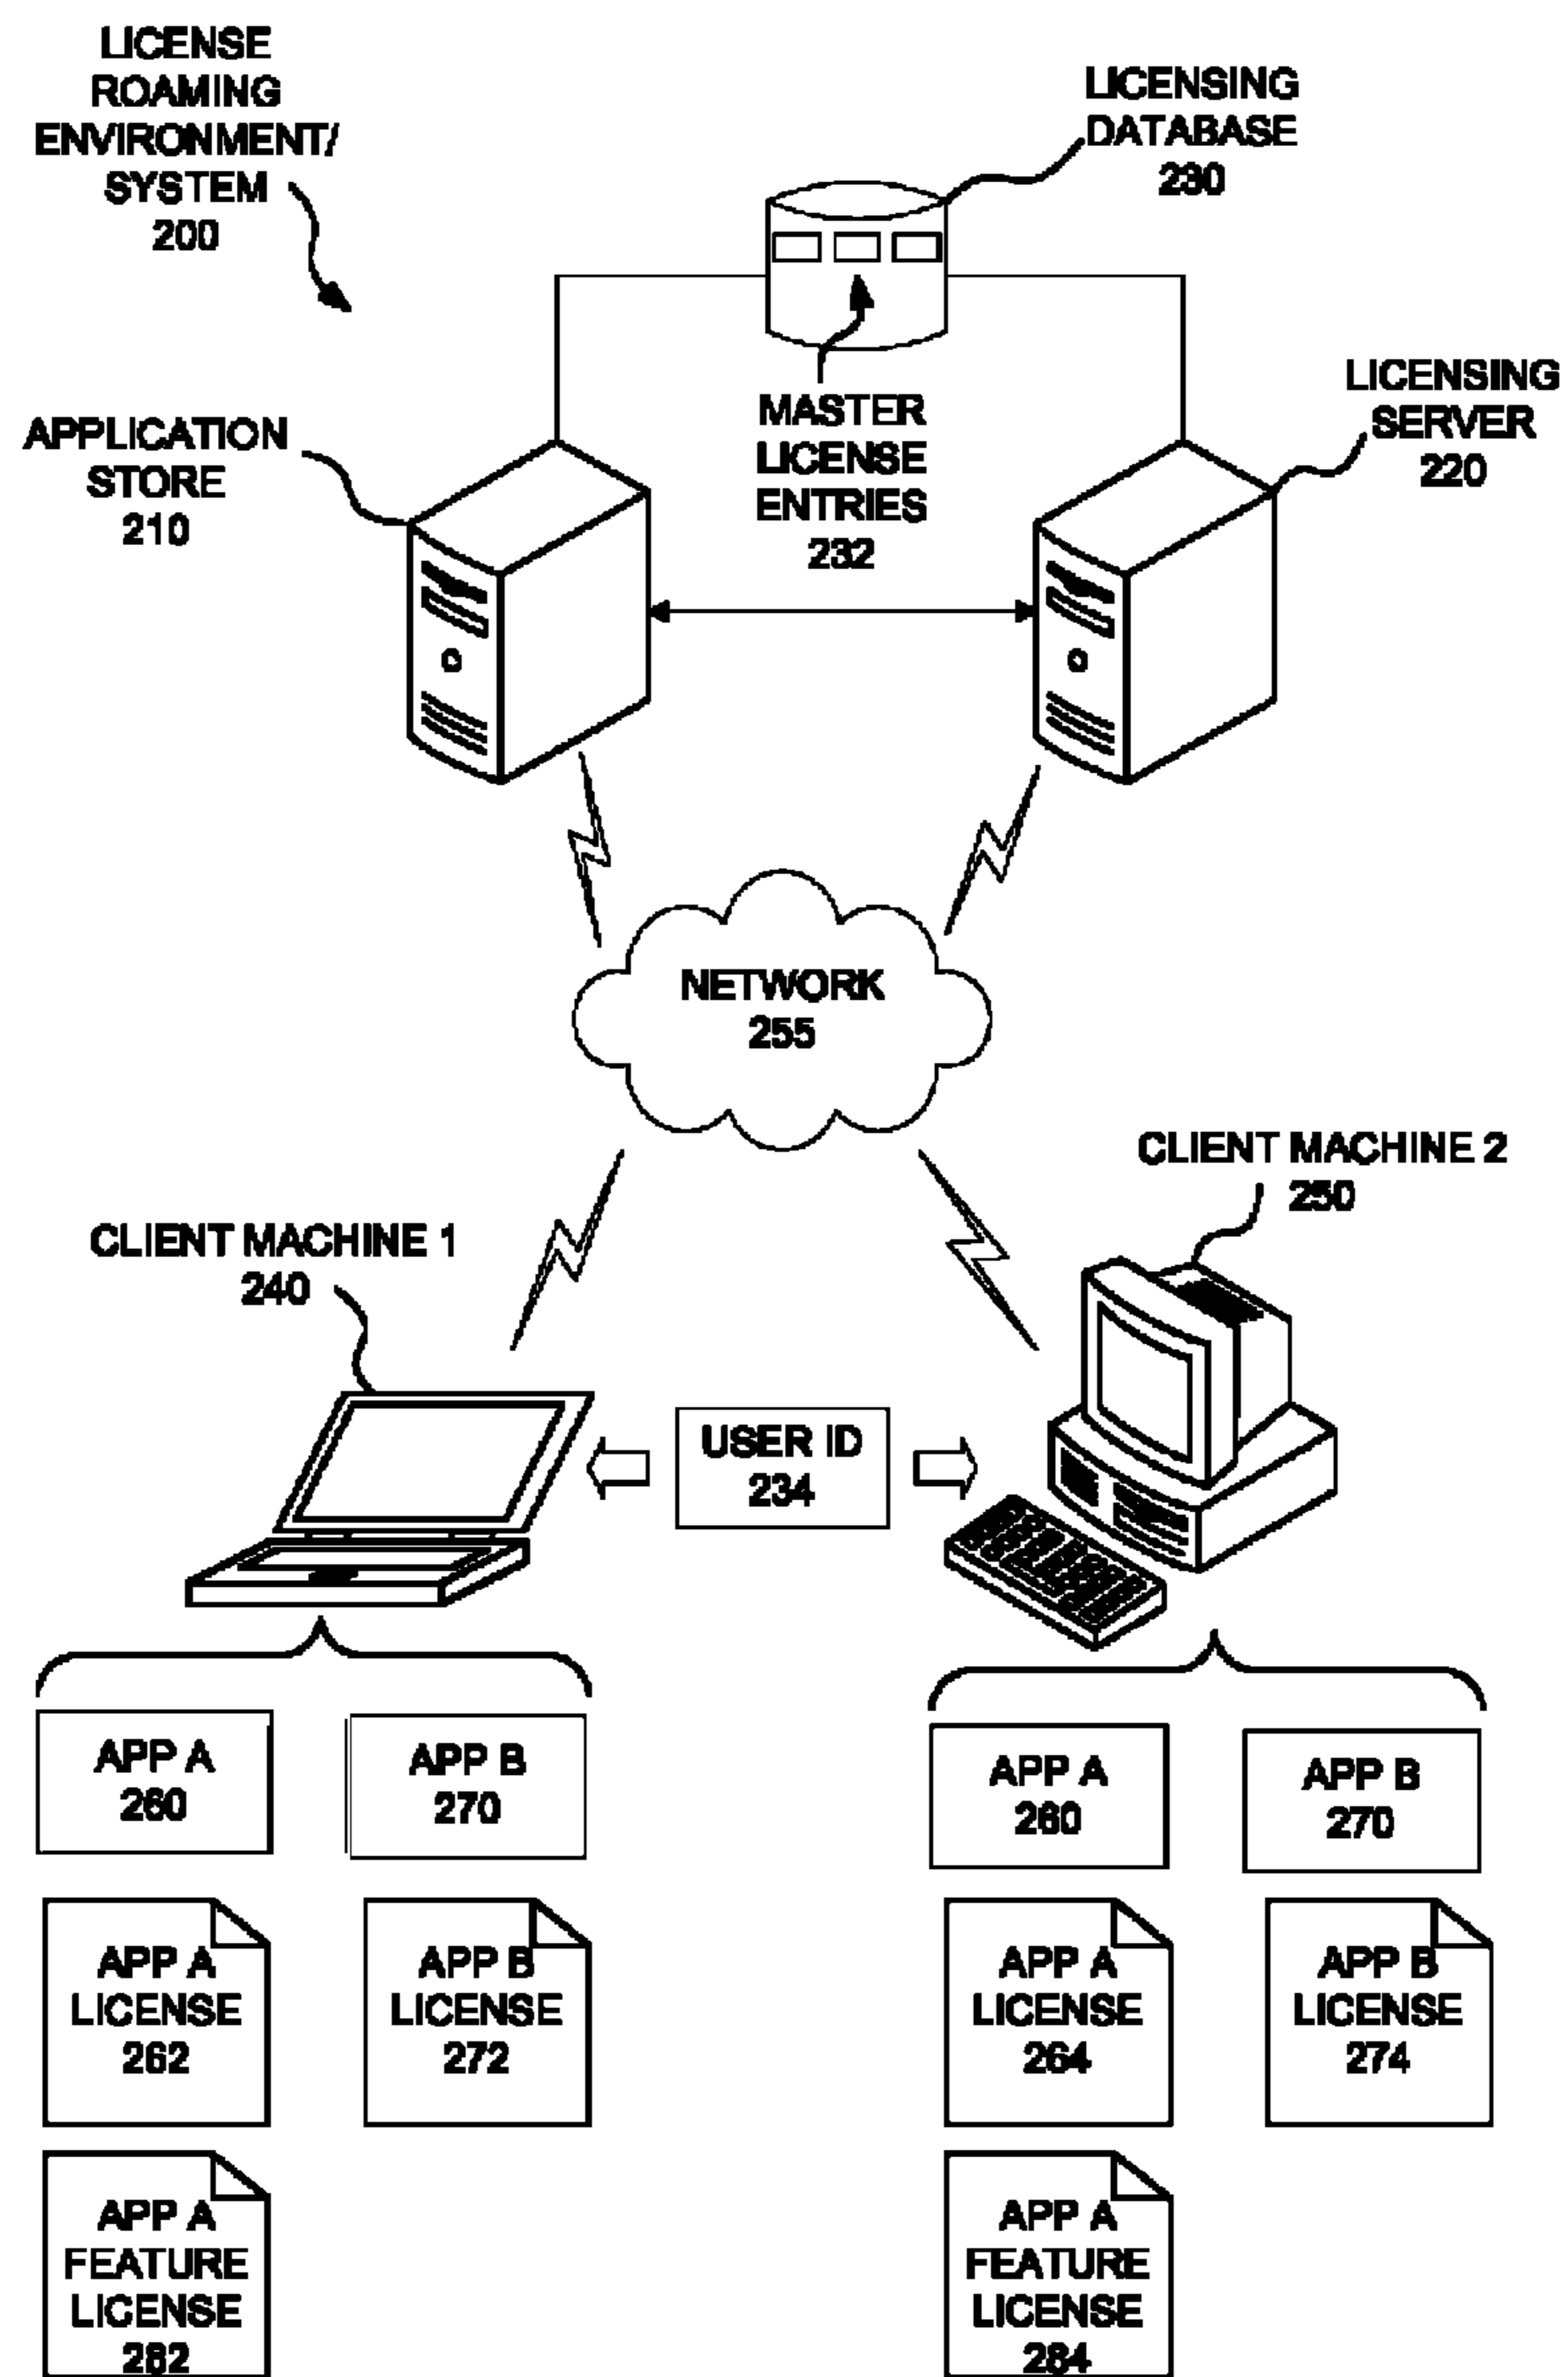 LICENSE
ROAMING
ENVIRONMENT/
SYSTEM
200
LICENSING
DATABASE
230
MASTER
LICENSE
ENTRIES
232
APPLICATION
STORE
210
LICENSING
SERVER
220
NETWORK
255
CLIENT MACHINE 1
240
CLIENT MACHINE 2
250
USER ID
234
APP A
260
APP B
270
APP A
LICENSE
262
APP B
LICENSE
272
APP A
FEATURE
LICENSE
282
APP A
260
APP B
270
APP A
LICENSE
264
APP B
LICENSE
274
APP A
FEATURE
LICENSE
284